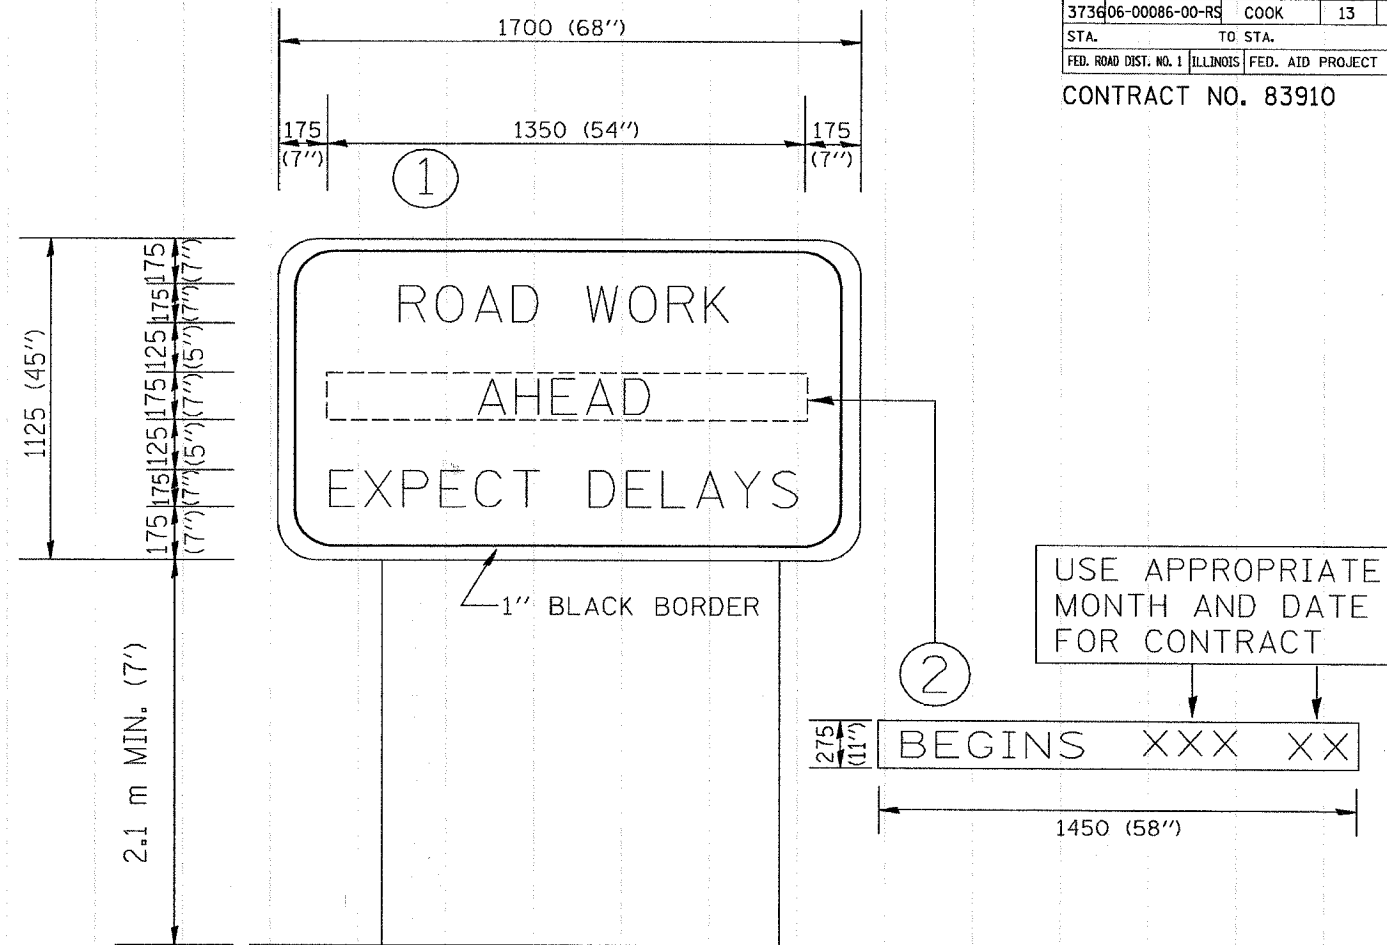 3736 06-00086-00-RS COOK 13
STA. TO STA.
FED. ROAD DIST. NO. 1 ILLINOIS FED. AID PROJECT
CONTRACT NO. 83910
1700 (68'')
175 (7'')
1350 (54'')
175 (7'')
1
1125 (45'')
175 (7'')
175 (7'')
125 (5'')
175 (7'')
125 (5'')
175 (7'')
175 (7'')
ROAD WORK
AHEAD
EXPECT DELAYS
1'' BLACK BORDER
2.1 m MIN. (7')
2
USE APPROPRIATE
MONTH AND DATE
FOR CONTRACT
275 (11'')
BEGINS XXX XX
1450 (58'')